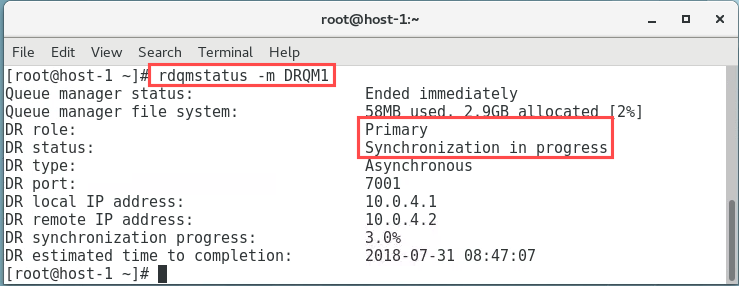 root@host-1:~
File Edit View Search Terminal Help
[root@host-1 ~]# rdqmstatus -m DRQM1
Queue manager status: Ended immediately
Queue manager file system: 58MB used, 2.9GB allocated [2%]
DR role: Primary
DR status: Synchronization in progress
DR type: Asynchronous
DR port: 7001
DR local IP address: 10.0.4.1
DR remote IP address: 10.0.4.2
DR synchronization progress: 3.0%
DR estimated time to completion: 2018-07-31 08:47:07
[root@host-1 ~]#